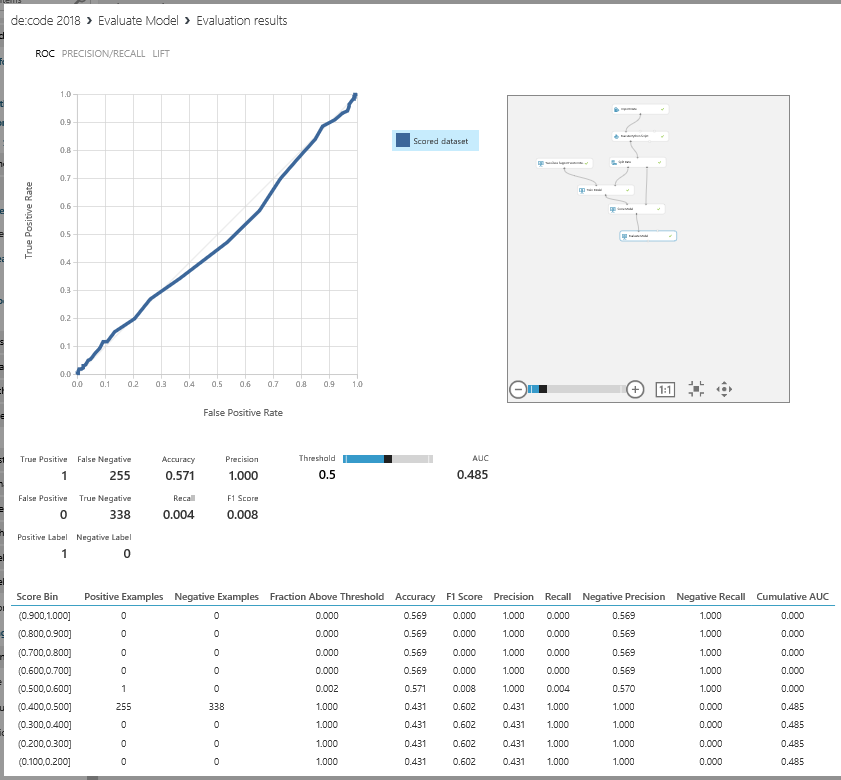 de:code 2018 › Evaluate Model › Evaluation results
ROC PRECISION/RECALL LIFT
1.0
0.9
0.8
0.7
0.6
0.5
0.4
0.3
0.2
0.1
0.0
0.0 0.1 0.2 0.3 0.4 0.5 0.6 0.7 0.8 0.9 1.0
True Positive Rate
False Positive Rate
Scored dataset
1:1
True Positive False Negative Accuracy Precision Threshold AUC
1 255 0.571 1.000 0.5 0.485
False Positive True Negative Recall F1 Score
0 338 0.004 0.008
Positive Label Negative Label
1 0
Score Bin Positive Examples Negative Examples Fraction Above Threshold Accuracy F1 Score Precision Recall Negative Precision Negative Recall Cumulative AUC
(0.900,1.000] 0 0 0.000 0.569 0.000 1.000 0.000 0.569 1.000 0.000
(0.800,0.900] 0 0 0.000 0.569 0.000 1.000 0.000 0.569 1.000 0.000
(0.700,0.800] 0 0 0.000 0.569 0.000 1.000 0.000 0.569 1.000 0.000
(0.600,0.700] 0 0 0.000 0.569 0.000 1.000 0.000 0.569 1.000 0.000
(0.500,0.600] 1 0 0.002 0.571 0.008 1.000 0.004 0.570 1.000 0.000
(0.400,0.500] 255 338 1.000 0.431 0.602 0.431 1.000 1.000 0.000 0.485
(0.300,0.400] 0 0 1.000 0.431 0.602 0.431 1.000 1.000 0.000 0.485
(0.200,0.300] 0 0 1.000 0.431 0.602 0.431 1.000 1.000 0.000 0.485
(0.100,0.200] 0 0 1.000 0.431 0.602 0.431 1.000 1.000 0.000 0.485